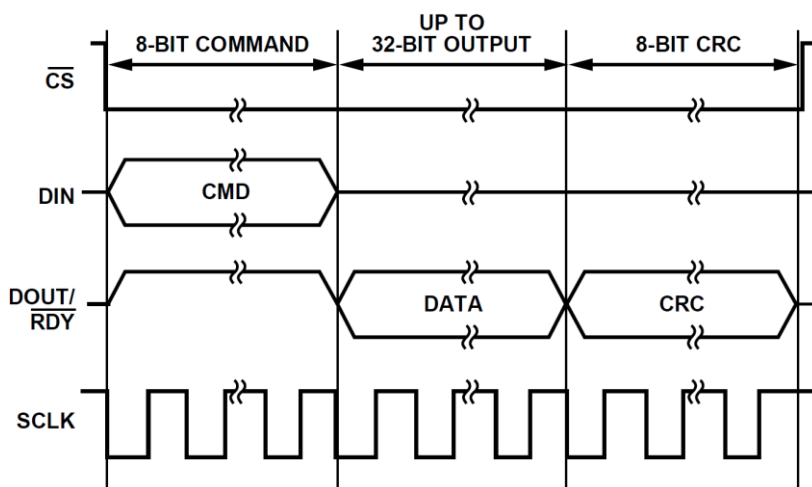 UP TO
8-BIT COMMAND 32-BIT OUTPUT 8-BIT CRC
CS
DIN CMD
DOUT/
RDY DATA CRC
SCLK